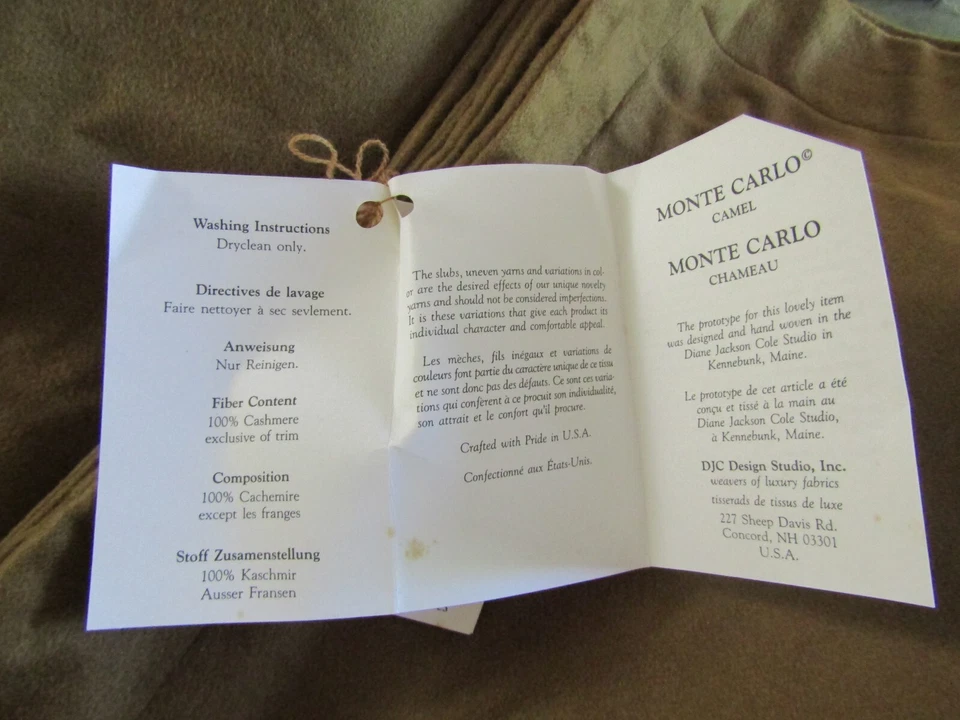 Washing Instructions
Dryclean only.
Directives de lavage
Faire nettoyer à sec sevlement.
Anweisung
Nur Reinigen.
Fiber Content
100% Cashmere
exclusive of trim
Composition
100% Cachemire
except les franges
Stoff Zusamenstellung
100% Kaschmir
Ausser Fransen
The slubs, uneven yarns and variations in col-
or are the desired effects of our unique novelty
yarns and should not be considered imperfections.
It is these variations that give each product its
individual character and comfortable appeal.
Les mèches, fils inégaux et variations de
couleurs font partie du caractère unique de ce tissu
et ne sont donc pas des défauts. Ce sont ces varia-
tions qui confèrent à ce procuit son individualité,
son attrait et le confort qu'il procure.
Crafted with Pride in U.S.A.
Confectionné aux États-Unis.
MONTE CARLO©
CAMEL
MONTE CARLO
CHAMEAU
The prototype for this lovely item
was designed and hand woven in the
Diane Jackson Cole Studio in
Kennebunk, Maine.
Le prototype de cet article a été
conçu et tissé à la main au
Diane Jackson Cole Studio,
à Kennebunk, Maine.
DJC Design Studio, Inc.
weavers of luxury fabrics
tisserads de tissus de luxe
227 Sheep Davis Rd.
Concord, NH 03301
U.S.A.